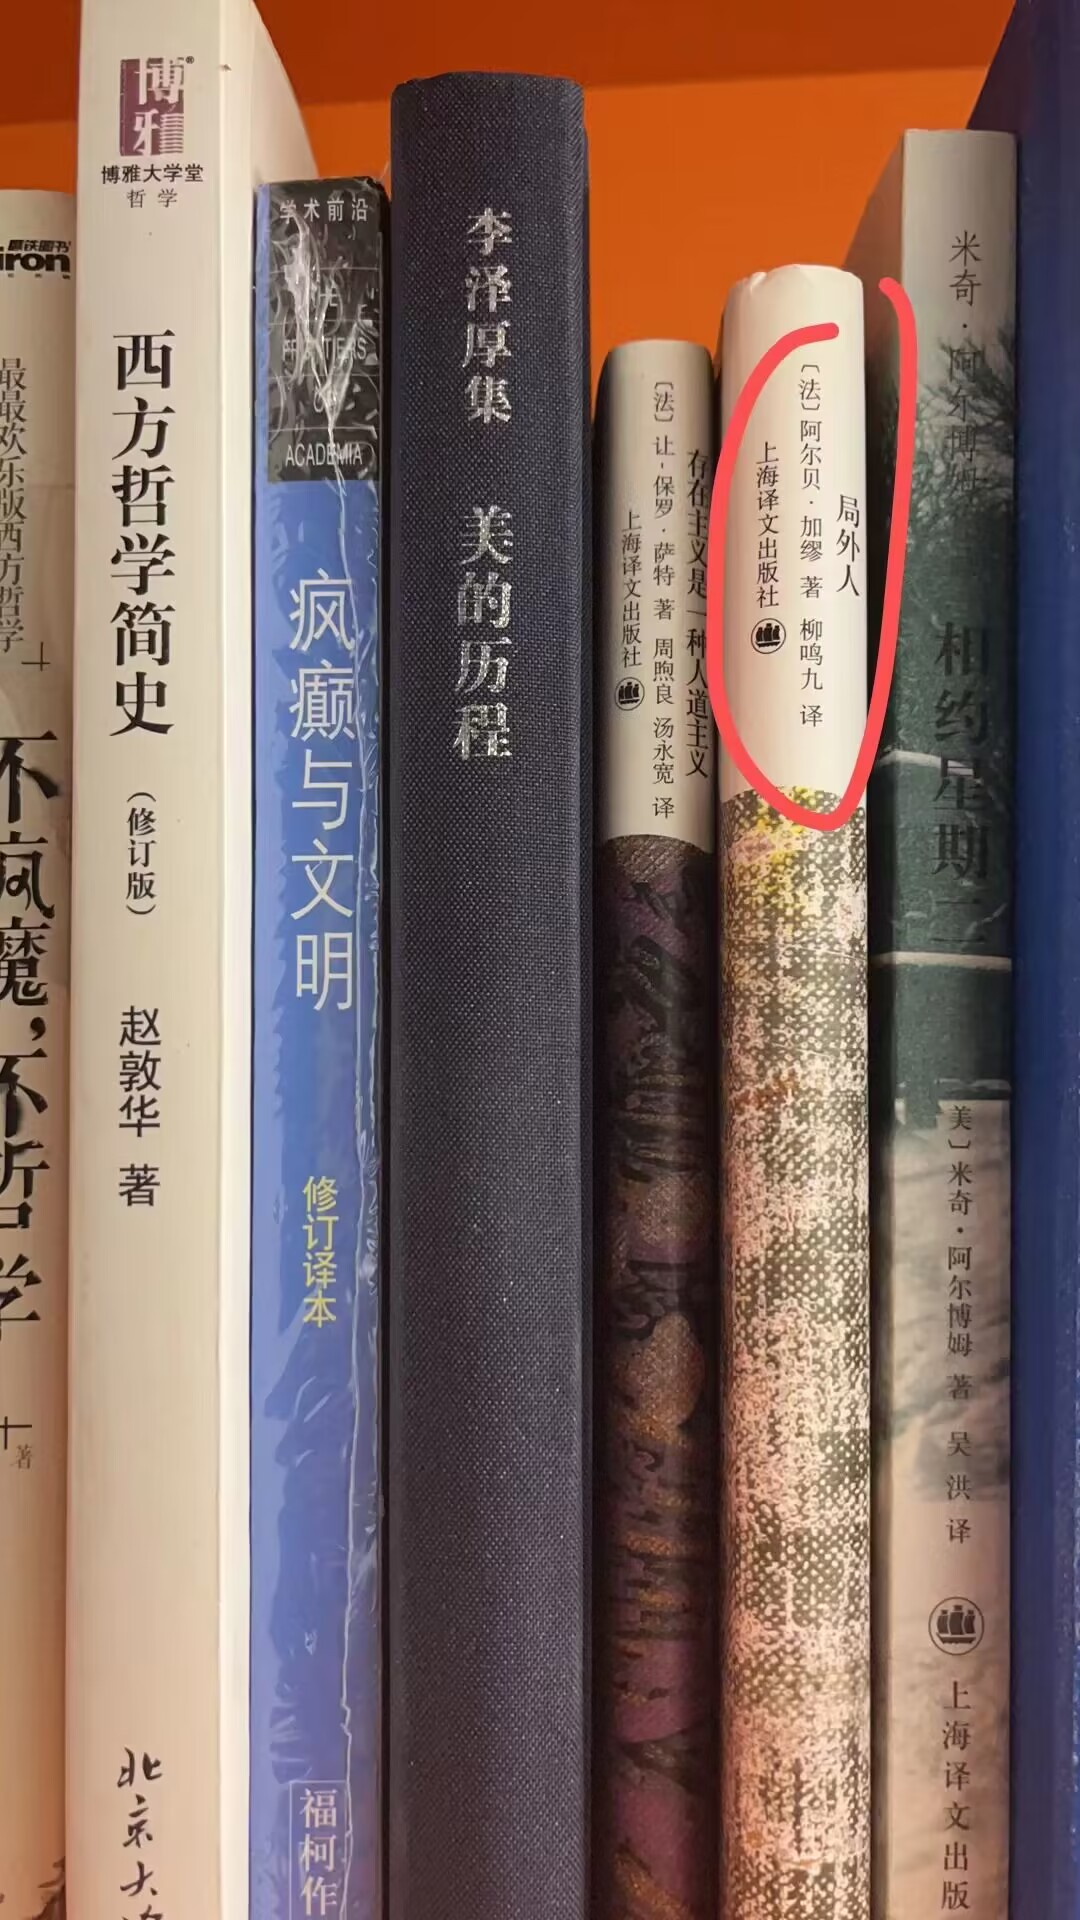 iron
最最欢乐版西方哲学
不疯魔，不哲学
著
博雅
博雅大学堂
哲学
西方哲学简史
（修订版）
赵敦华 著
北京大
学术前沿
FRONTIERS
ACADEMIA
疯癫与文明
修订译本
福柯作
李泽厚集
美的历程
存在主义是一种人道主义
〔法〕让-保罗·萨特 著 周煦良 汤永宽 译
上海译文出版社
局外人
〔法〕阿尔贝·加缪 著 柳鸣九 译
上海译文出版社
米奇·阿尔博姆
相约星期二
美〕米奇·阿尔博姆 著 吴洪 译
上海译文出版